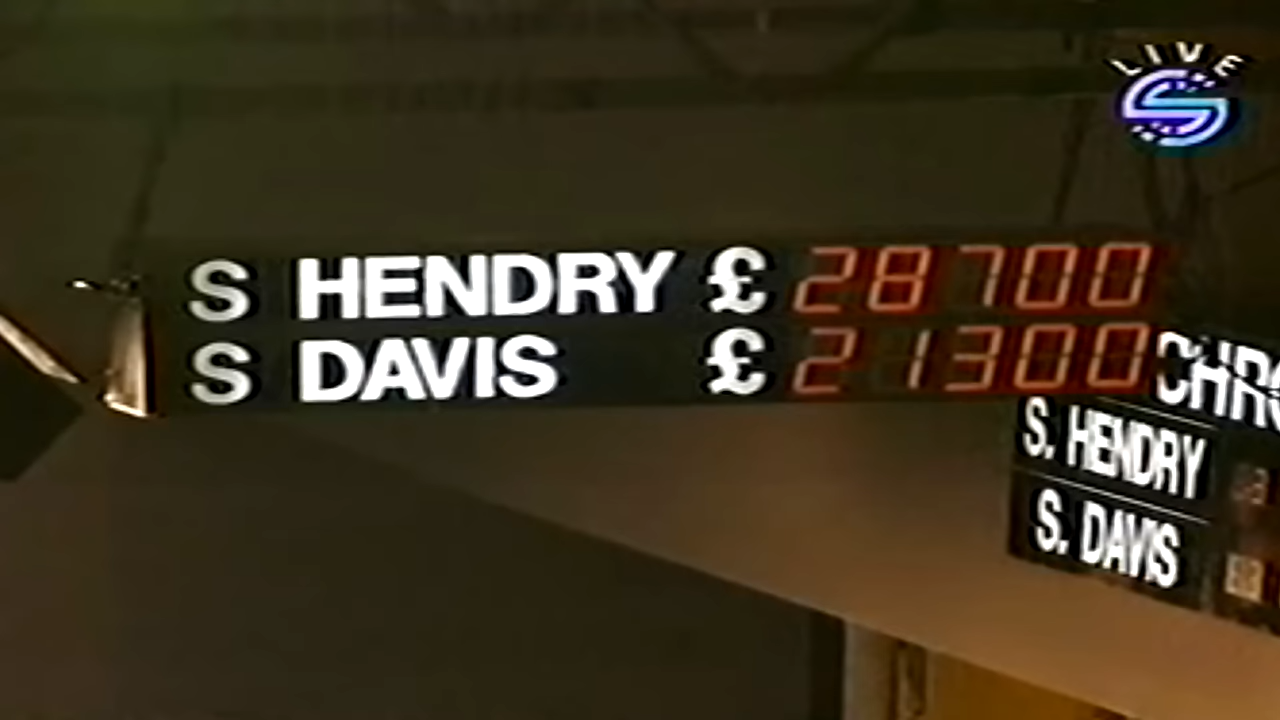 LIVE
S
S HENDRY £ 28700
S DAVIS £ 21300
S. HENDRY
S. DAVIS